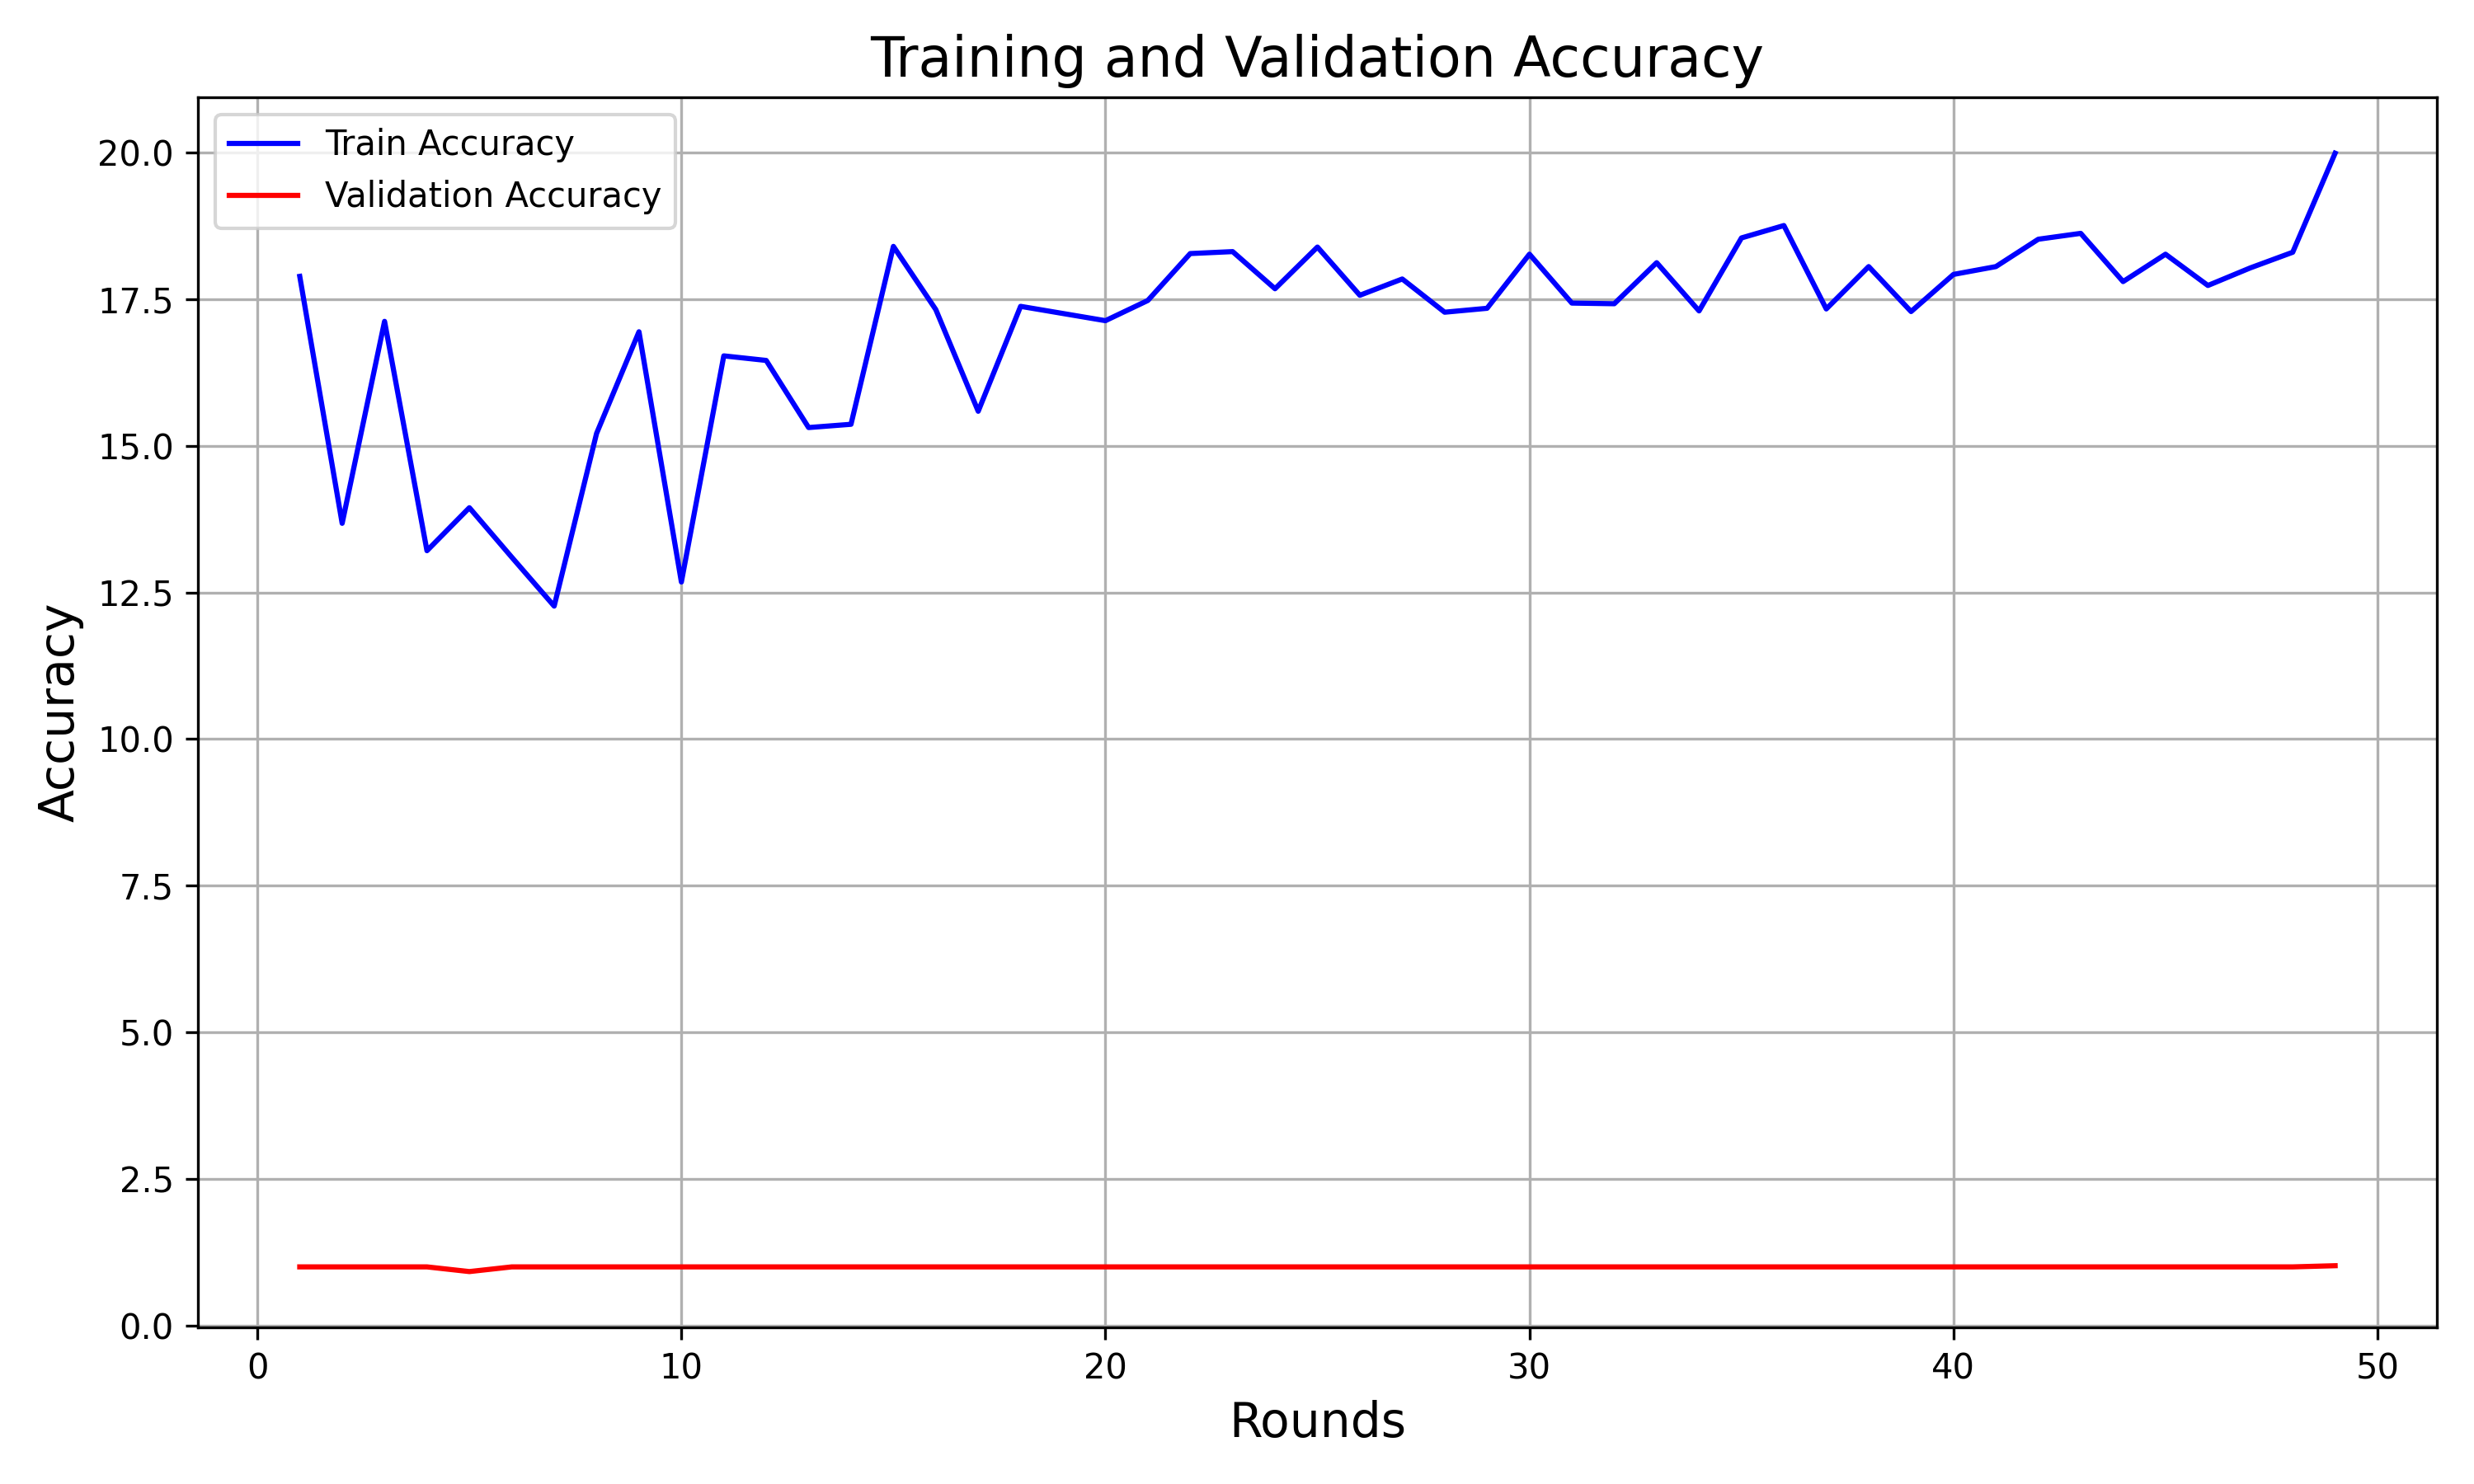 Training and Validation Accuracy
Train Accuracy
Validation Accuracy
Accuracy
20.0
17.5
15.0
12.5
10.0
7.5
5.0
2.5
0.0
0 10 20 30 40 50
Rounds